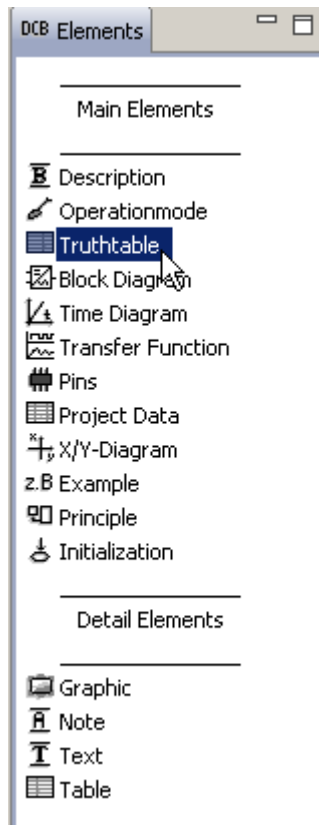 DCB Elements
Main Elements
B Description
Operationmode
Truthtable
Block Diagram
Time Diagram
Transfer Function
Pins
Project Data
X/Y-Diagram
z.B Example
Principle
Initialization
Detail Elements
Graphic
A Note
T Text
Table